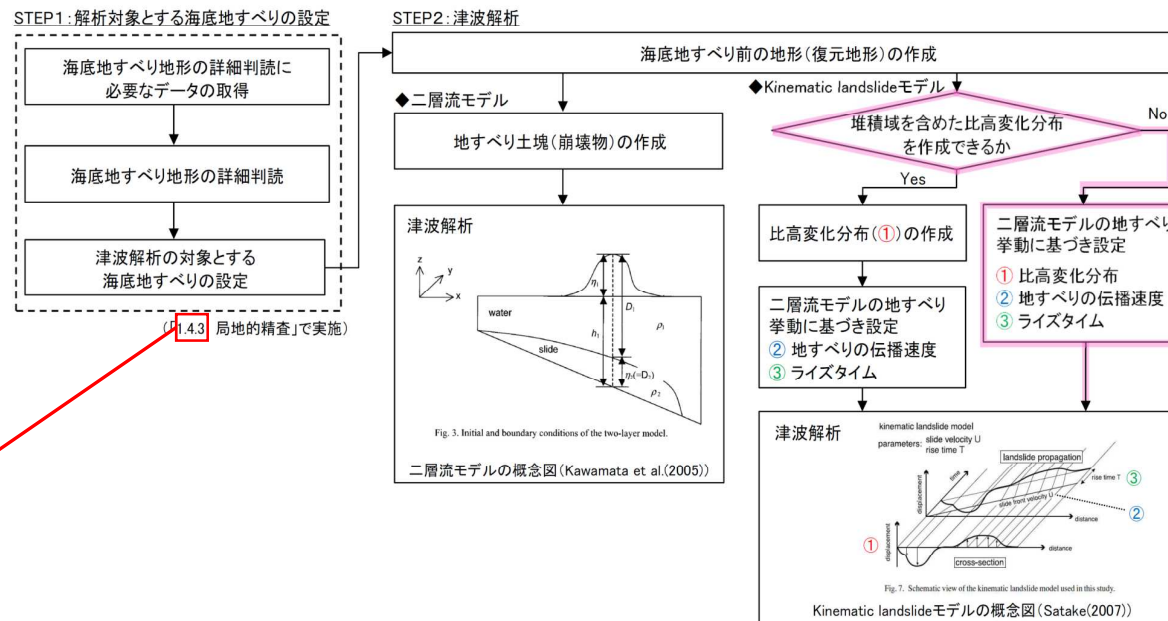 STEP1:解析対象とする海底地すべりの設定
海底地すべり地形の詳細判読に
必要なデータの取得
海底地すべり地形の詳細判読
津波解析の対象とする
海底地すべりの設定
(「1.4.3 局地的精査」で実施)
STEP2:津波解析
海底地すべり前の地形(復元地形)の作成
◆二層流モデル
地すべり土塊(崩壊物)の作成
津波解析
z
y
x
η₁
D₁
water
h₁
ρ₁
slide
η₂(=D₂)
ρ₂
Fig. 3. Initial and boundary conditions of the two-layer model.
二層流モデルの概念図(Kawamata et al.(2005))
◆Kinematic landslideモデル
堆積域を含めた比高変化分布
を作成できるか
No
Yes
比高変化分布(①)の作成
二層流モデルの地すべり
挙動に基づき設定
② 地すべりの伝播速度
③ ライズタイム
二層流モデルの地すべり
挙動に基づき設定
① 比高変化分布
② 地すべりの伝播速度
③ ライズタイム
津波解析
kinematic landslide model
parameters: slide velocity U
rise time T
landslide propagation
time
displacement
rise time T
③
slide front velocity U
②
distance
displacement
①
distance
cross-section
Fig. 7. Schematic view of the kinematic landslide model used in this study.
Kinematic landslideモデルの概念図(Satake(2007))